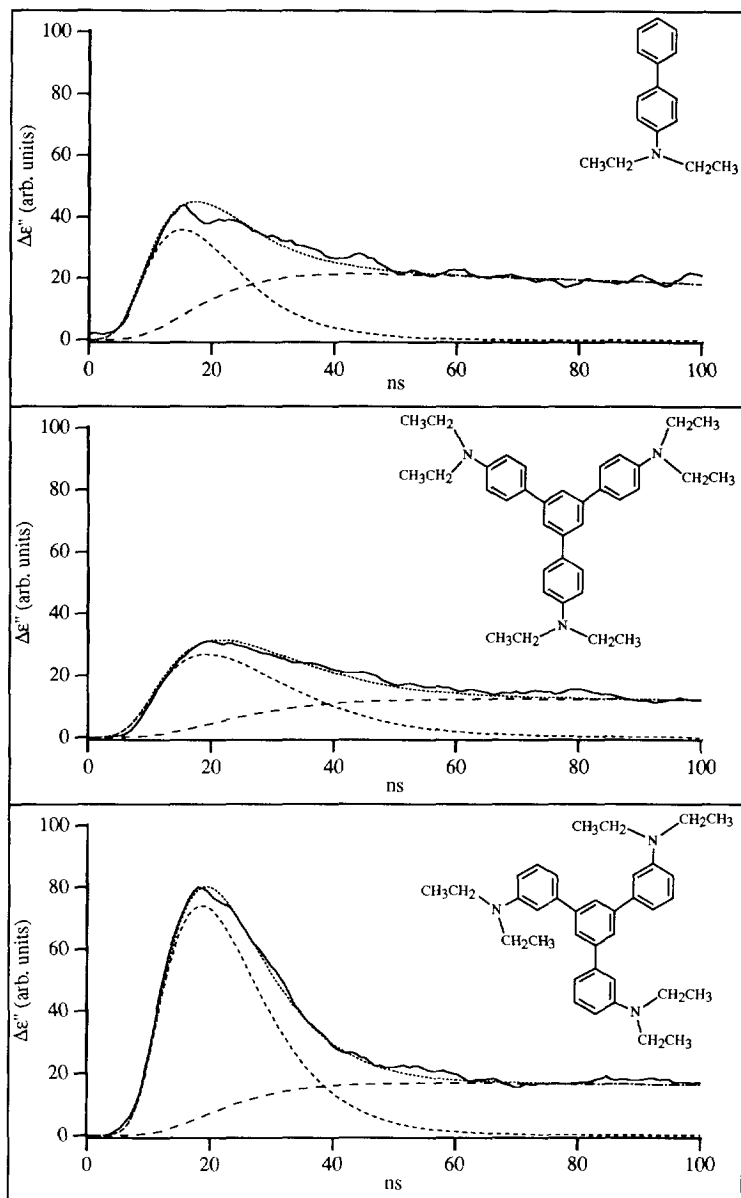 100
80
60
40
20
0
Δε" (arb. units)
0 20 40 60 80 100
ns
CH3CH2 N CH2CH3
100
80
60
40
20
0
Δε" (arb. units)
0 20 40 60 80 100
ns
CH3CH2
N
CH3CH2
CH2CH3
N
CH2CH3
N
CH3CH2 CH2CH3
100
80
60
40
20
0
Δε" (arb. units)
0 20 40 60 80 100
ns
CH3CH2 CH2CH3
N
CH3CH2
N
CH2CH3
CH2CH3
N
CH2CH3